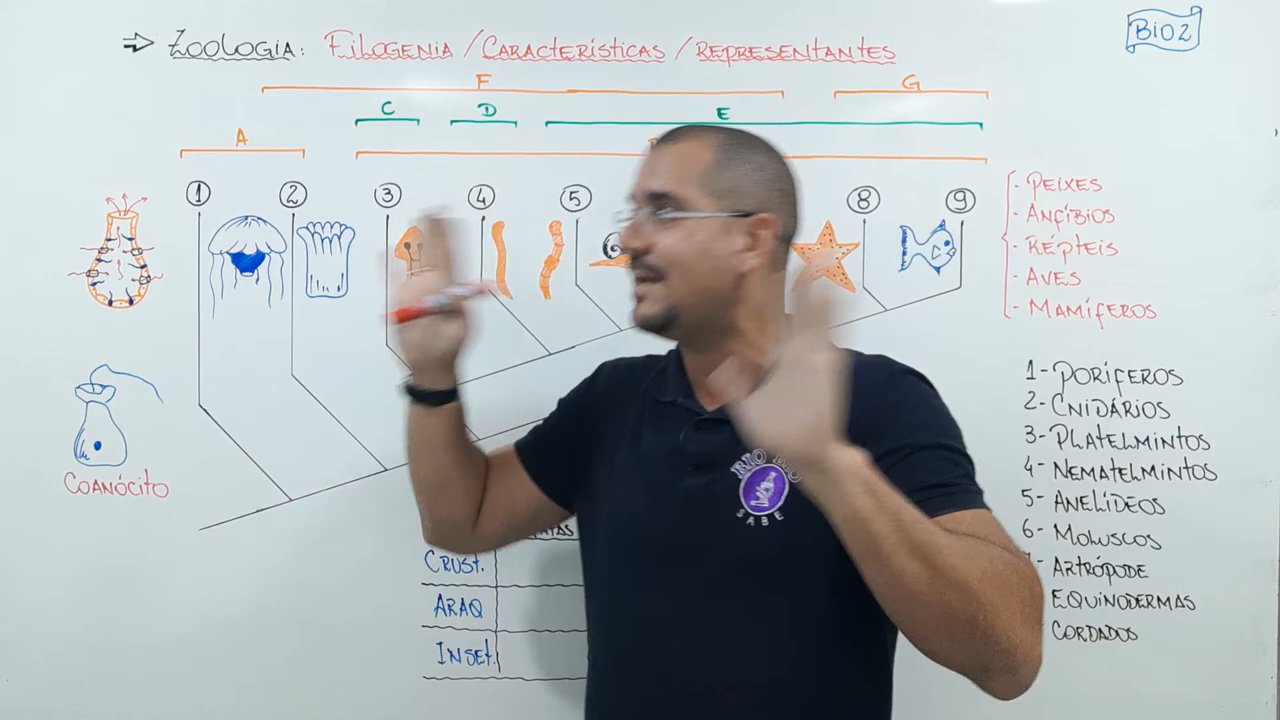 ⇒ ZOOLOGIA: FILOGENIA / CARACTERÍSTICAS / REPRESENTANTES
BIO2
F
G
C
D
E
A
1
2
3
4
5
8
9
- PEIXES
- ANFÍBIOS
- RÉPTEIS
- AVES
- MAMÍFEROS
COANÓCITO
1- PORÍFEROS
2- CNIDÁRIOS
3- PLATELMINTOS
4- NEMATELMINTOS
5- ANELÍDEOS
6- MOLUSCOS
ARTRÓPODE
EQUINODERMAS
CORDADOS
CRUST.
ARAQ
INSET.
SABE